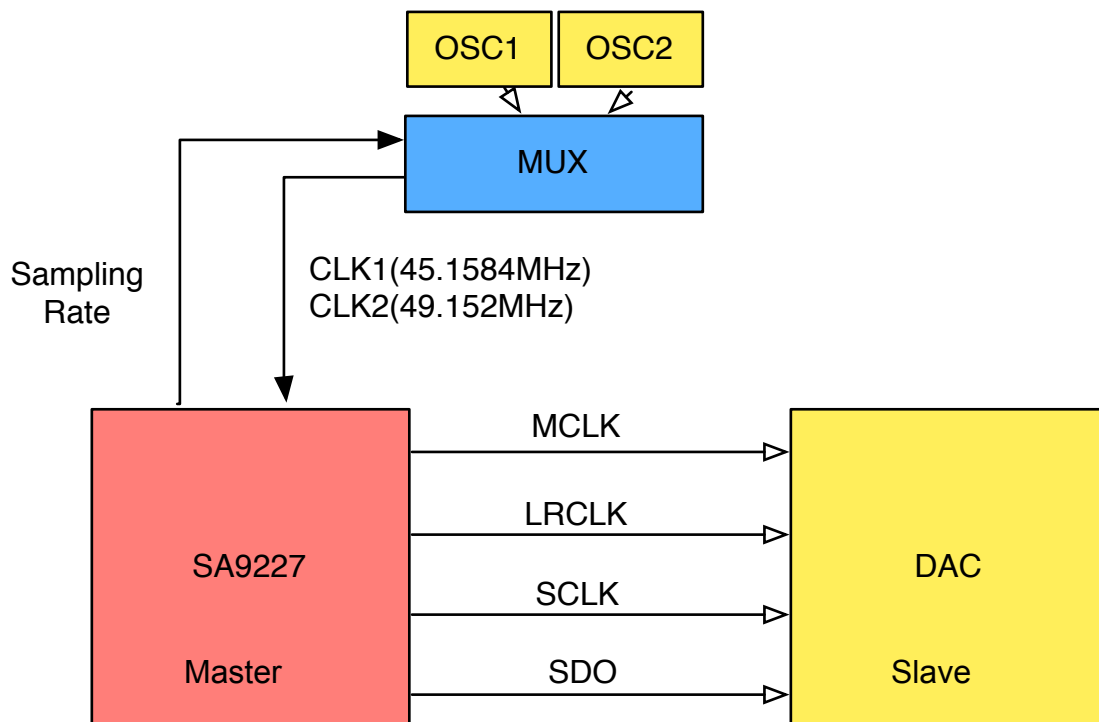 OSC1
OSC2
MUX
Sampling
Rate
CLK1(45.1584MHz)
CLK2(49.152MHz)
MCLK
LRCLK
SA9227
DAC
SCLK
Master
SDO
Slave